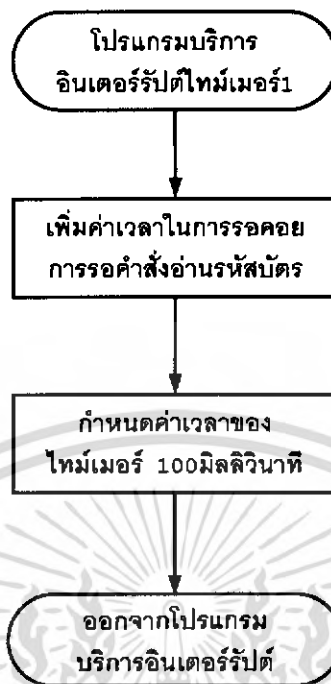 โปรแกรมบริการ
อินเตอร์รัปต์ไทม์เมอร์1
เพิ่มค่าเวลาในการรอคอย
การรอคำสั่งอ่านรหัสบัตร
กำหนดค่าเวลาของ
ไทม์เมอร์ 100มิลลิวินาที
ออกจากโปรแกรม
บริการอินเตอร์รัปต์